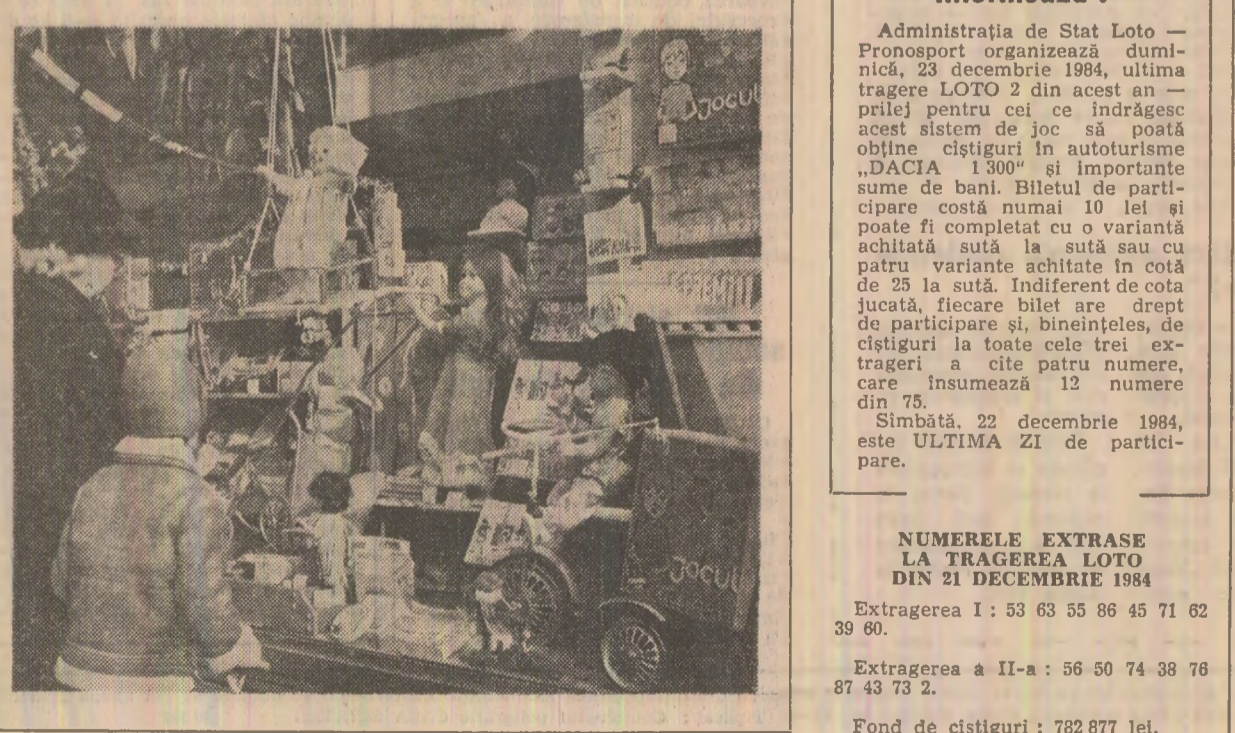 JOCUL
JOCUL
Administrația de Stat Loto —
Pronosport organizează dumi-
nică, 23 decembrie 1984, ultima
tragere LOTO 2 din acest an —
prilej pentru cei ce îndrăgesc
acest sistem de joc să poată
obține cîștiguri în autoturisme
„DACIA 1 300“ și importante
sume de bani. Biletul de parti-
cipare costă numai 10 lei și
poate fi completat cu o variantă
achitată sută la sută sau cu
patru variante achitate în cotă
de 25 la sută. Indiferent de cota
jucată, fiecare bilet are drept
de participare și, bineințeles, de
cîștiguri la toate cele trei ex-
trageri a cite patru numere,
care însumează 12 numere
din 75.
Sîmbătă, 22 decembrie 1984,
este ULTIMA ZI de partici-
pare.
NUMERELE EXTRASE
LA TRAGEREA LOTO
DIN 21 DECEMBRIE 1984
Extragerea I : 53 63 55 86 45 71 62
39 60.
Extragerea a II-a : 56 50 74 38 76
87 43 73 2.
Fond de cîștiguri : 782 877 lei.